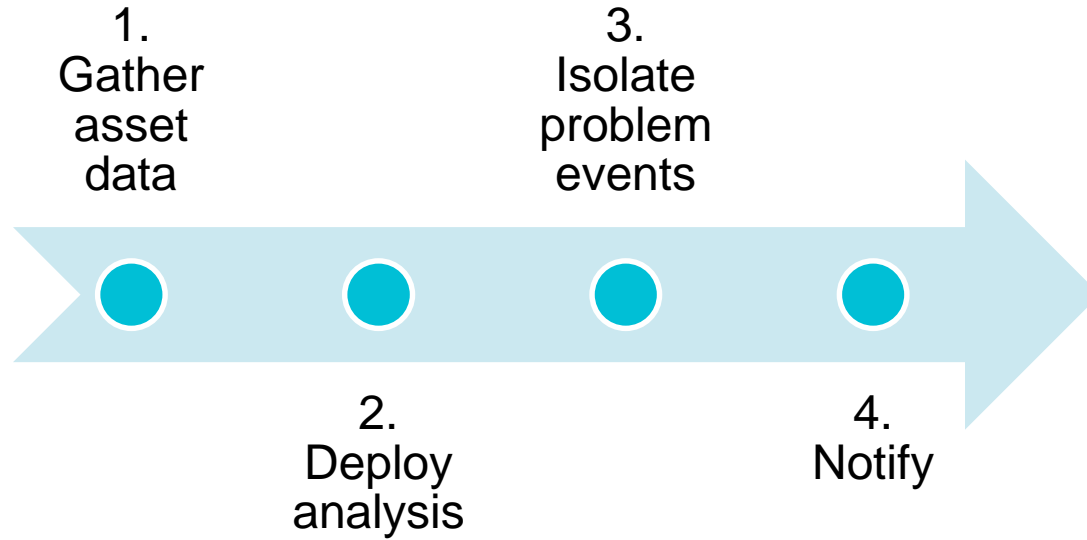 1.
Gather
asset
data
2.
Deploy
analysis
3.
Isolate
problem
events
4.
Notify